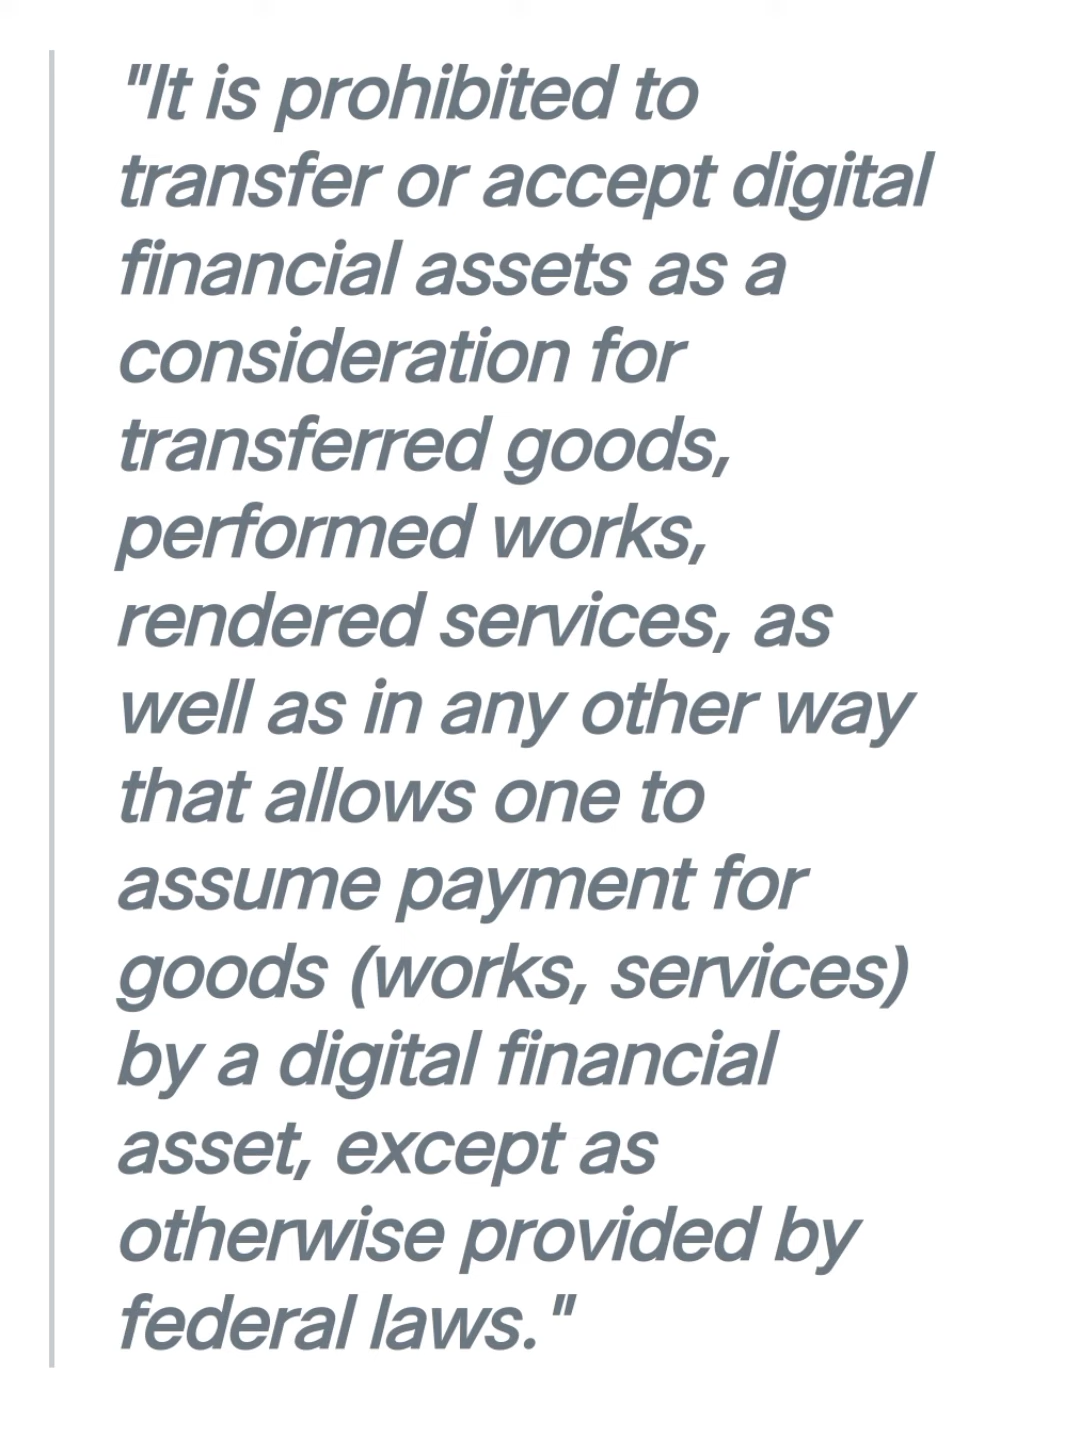 "It is prohibited to
transfer or accept digital
financial assets as a
consideration for
transferred goods,
performed works,
rendered services, as
well as in any other way
that allows one to
assume payment for
goods (works, services)
by a digital financial
asset, except as
otherwise provided by
federal laws."